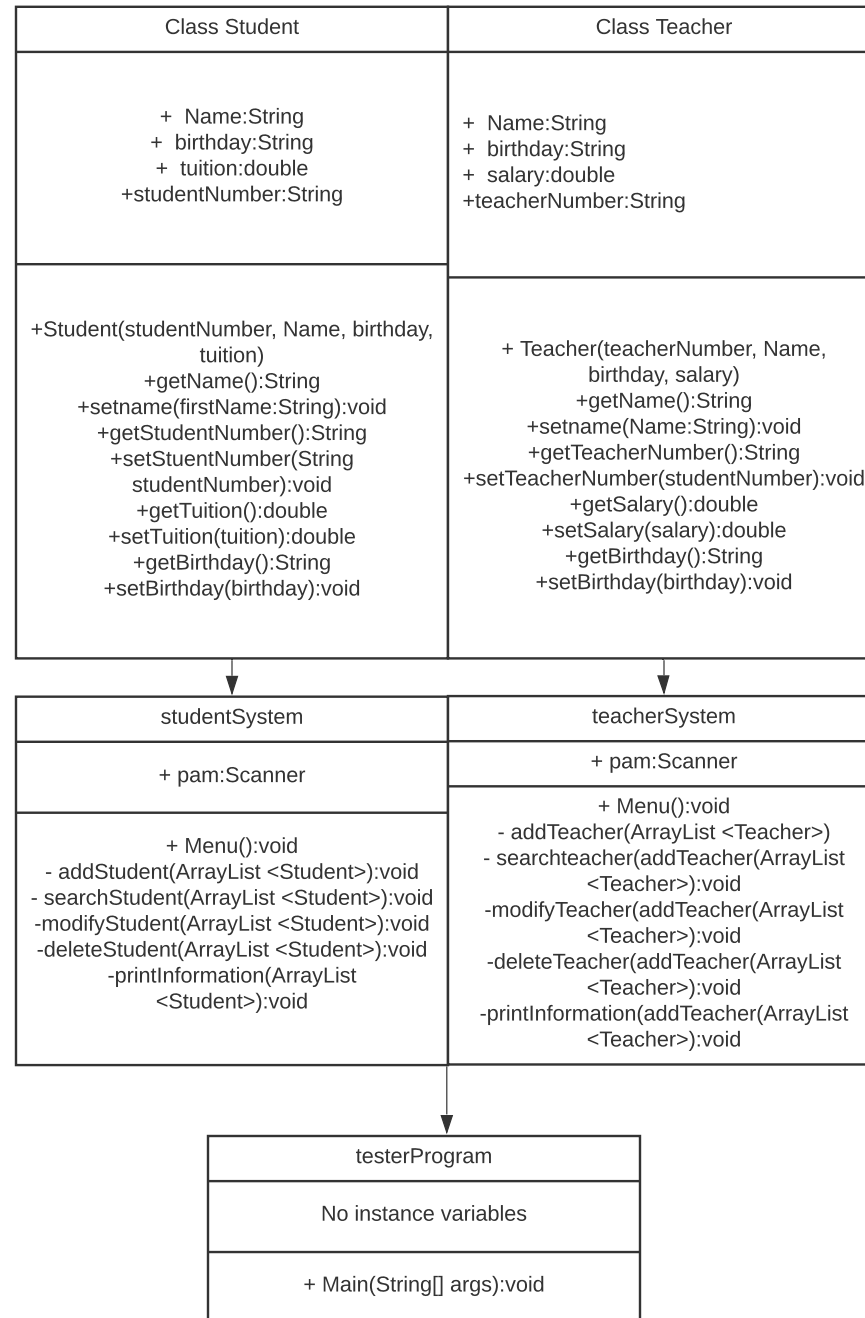 Class Student
+ Name:String
+ birthday:String
+ tuition:double
+studentNumber:String
+Student(studentNumber, Name, birthday,
tuition)
+getName():String
+setname(firstName:String):void
+getStudentNumber():String
+setStuentNumber(String
studentNumber):void
+getTuition():double
+setTuition(tuition):double
+getBirthday():String
+setBirthday(birthday):void
Class Teacher
+ Name:String
+ birthday:String
+ salary:double
+teacherNumber:String
+ Teacher(teacherNumber, Name,
birthday, salary)
+getName():String
+setname(Name:String):void
+getTeacherNumber():String
+setTeacherNumber(studentNumber):void
+getSalary():double
+setSalary(salary):double
+getBirthday():String
+setBirthday(birthday):void
studentSystem
+ pam:Scanner
+ Menu():void
- addStudent(ArrayList <Student>):void
- searchStudent(ArrayList <Student>):void
-modifyStudent(ArrayList <Student>):void
-deleteStudent(ArrayList <Student>):void
-printInformation(ArrayList
<Student>):void
teacherSystem
+ pam:Scanner
+ Menu():void
- addTeacher(ArrayList <Teacher>)
- searchteacher(addTeacher(ArrayList
<Teacher>):void
-modifyTeacher(addTeacher(ArrayList
<Teacher>):void
-deleteTeacher(addTeacher(ArrayList
<Teacher>):void
-printInformation(addTeacher(ArrayList
<Teacher>):void
testerProgram
No instance variables
+ Main(String[] args):void